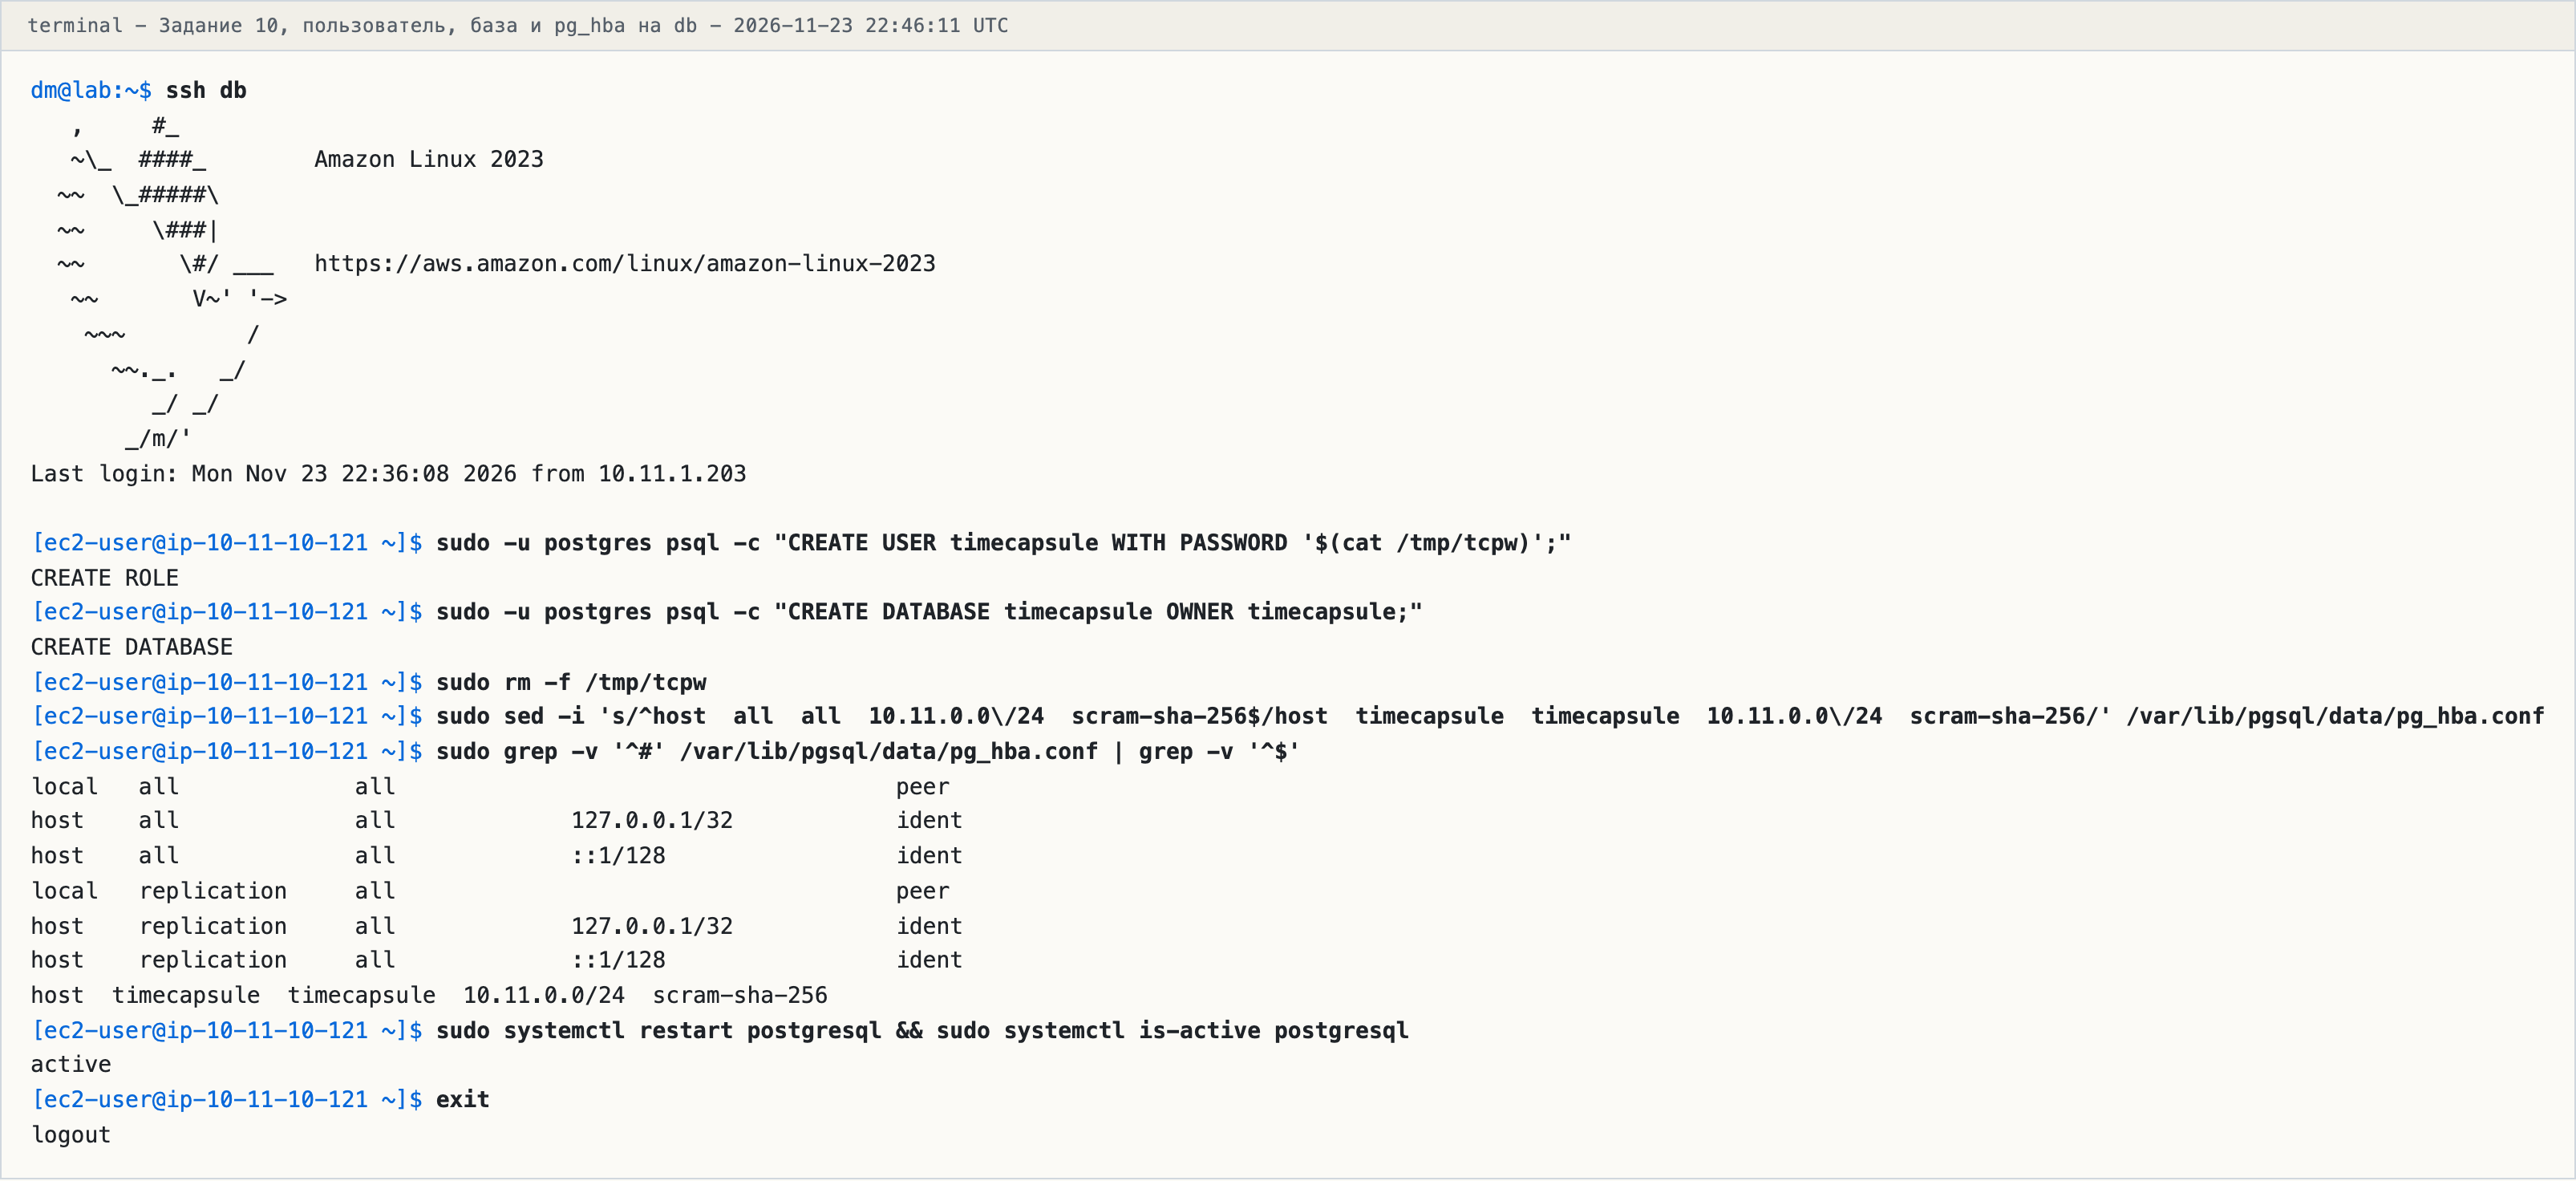 terminal — Задание 10, пользователь, база и pg_hba на db — 2026-11-23 22:46:11 UTC
dm@lab:~$ ssh db
   ,     #_
   ~\_  ####_        Amazon Linux 2023
  ~~  \_#####\
  ~~     \###|
  ~~       \#/ ___   https://aws.amazon.com/linux/amazon-linux-2023
   ~~       V~' '->
    ~~~         /
      ~~._.   _/
         _/ _/
       _/m/'
Last login: Mon Nov 23 22:36:08 2026 from 10.11.1.203
[ec2-user@ip-10-11-10-121 ~]$ sudo -u postgres psql -c "CREATE USER timecapsule WITH PASSWORD '$(cat /tmp/tcpw)';"
CREATE ROLE
[ec2-user@ip-10-11-10-121 ~]$ sudo -u postgres psql -c "CREATE DATABASE timecapsule OWNER timecapsule;"
CREATE DATABASE
[ec2-user@ip-10-11-10-121 ~]$ sudo rm -f /tmp/tcpw
[ec2-user@ip-10-11-10-121 ~]$ sudo sed -i 's/^host  all  all  10.11.0.0\/24  scram-sha-256$/host  timecapsule  timecapsule  10.11.0.0\/24  scram-sha-256/' /var/lib/pgsql/data/pg_hba.conf
[ec2-user@ip-10-11-10-121 ~]$ sudo grep -v '^#' /var/lib/pgsql/data/pg_hba.conf | grep -v '^$'
local   all             all                                     peer
host    all             all             127.0.0.1/32            ident
host    all             all             ::1/128                 ident
local   replication     all                                     peer
host    replication     all             127.0.0.1/32            ident
host    replication     all             ::1/128                 ident
host  timecapsule  timecapsule  10.11.0.0/24  scram-sha-256
[ec2-user@ip-10-11-10-121 ~]$ sudo systemctl restart postgresql && sudo systemctl is-active postgresql
active
[ec2-user@ip-10-11-10-121 ~]$ exit
logout